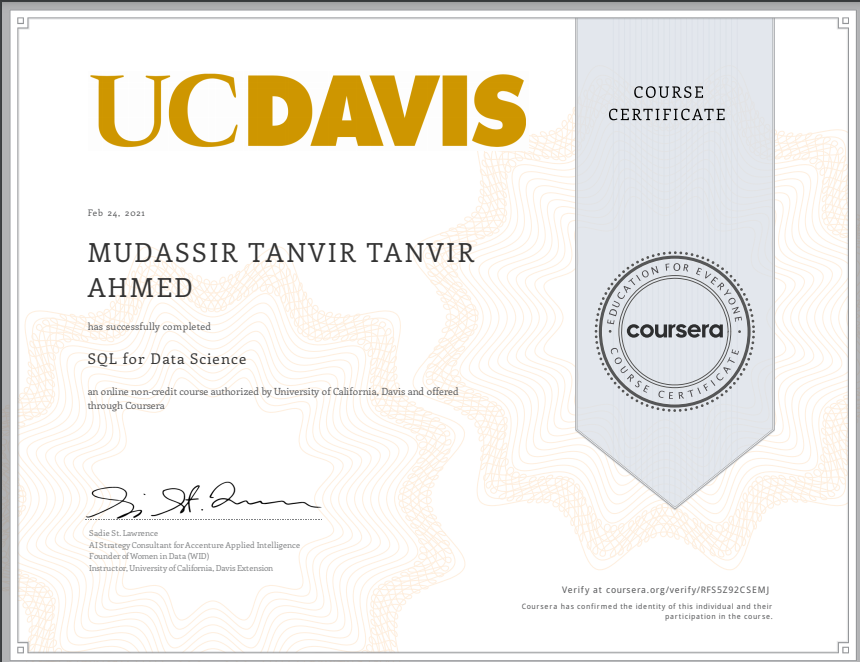 UCDAVIS
COURSE
CERTIFICATE
Feb 24, 2021
MUDASSIR TANVIR TANVIR
AHMED
has successfully completed
SQL for Data Science
an online non-credit course authorized by University of California, Davis and offered
through Coursera
EDUCATION FOR EVERYONE
coursera
COURSE CERTIFICATE
Sadie St. Lawrence
AI Strategy Consultant for Accenture Applied Intelligence
Founder of Women in Data (WID)
Instructor, University of California, Davis Extension
Verify at coursera.org/verify/RFS5Z92CSEMJ
Coursera has confirmed the identity of this individual and their
participation in the course.